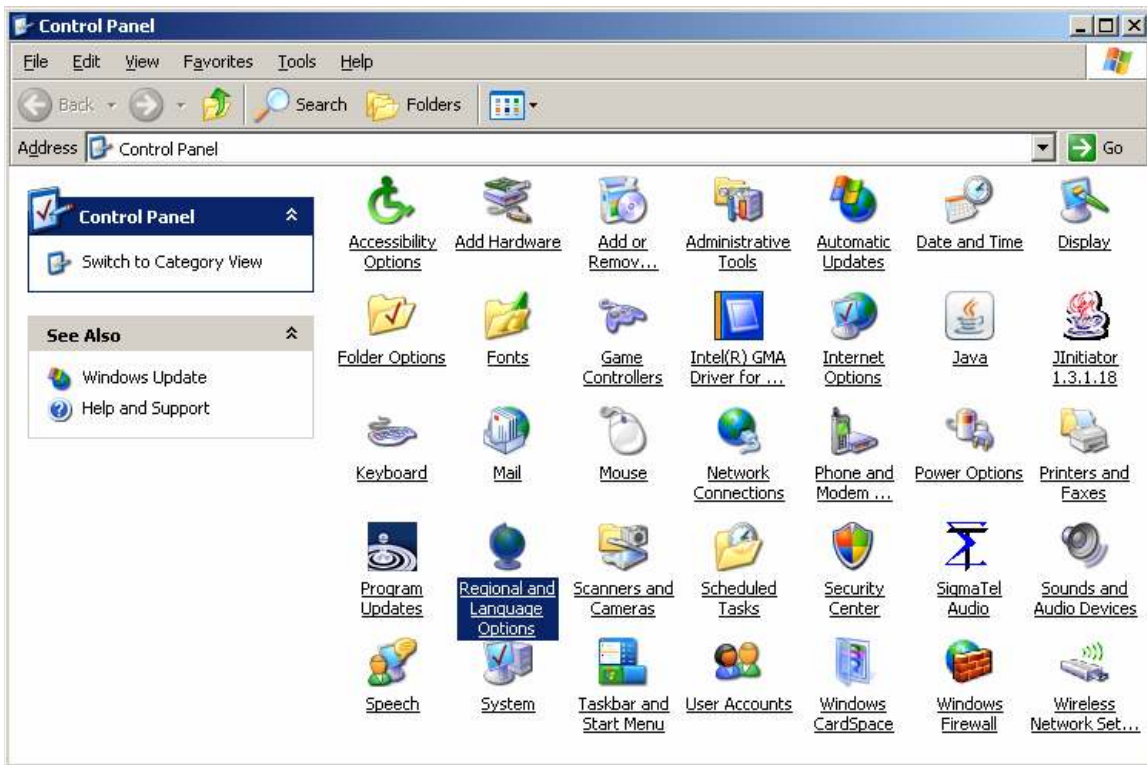 Control Panel
File Edit View Favorites Tools Help
Back Search Folders
Address Control Panel Go
Control Panel
Switch to Category View
See Also
Windows Update
Help and Support
Accessibility Add Hardware Add or Administrative Automatic Date and Time Display
Options Remov... Tools Updates
Folder Options Fonts Game Intel(R) GMA Internet Java JInitiator
Controllers Driver for ... Options 1.3.1.18
Keyboard Mail Mouse Network Phone and Power Options Printers and
Connections Modem ... Faxes
Program Regional and Scanners and Scheduled Security SigmaTel Sounds and
Updates Language Cameras Tasks Center Audio Audio Devices
Options
Speech System Taskbar and User Accounts Windows Windows Wireless
Start Menu CardSpace Firewall Network Set...